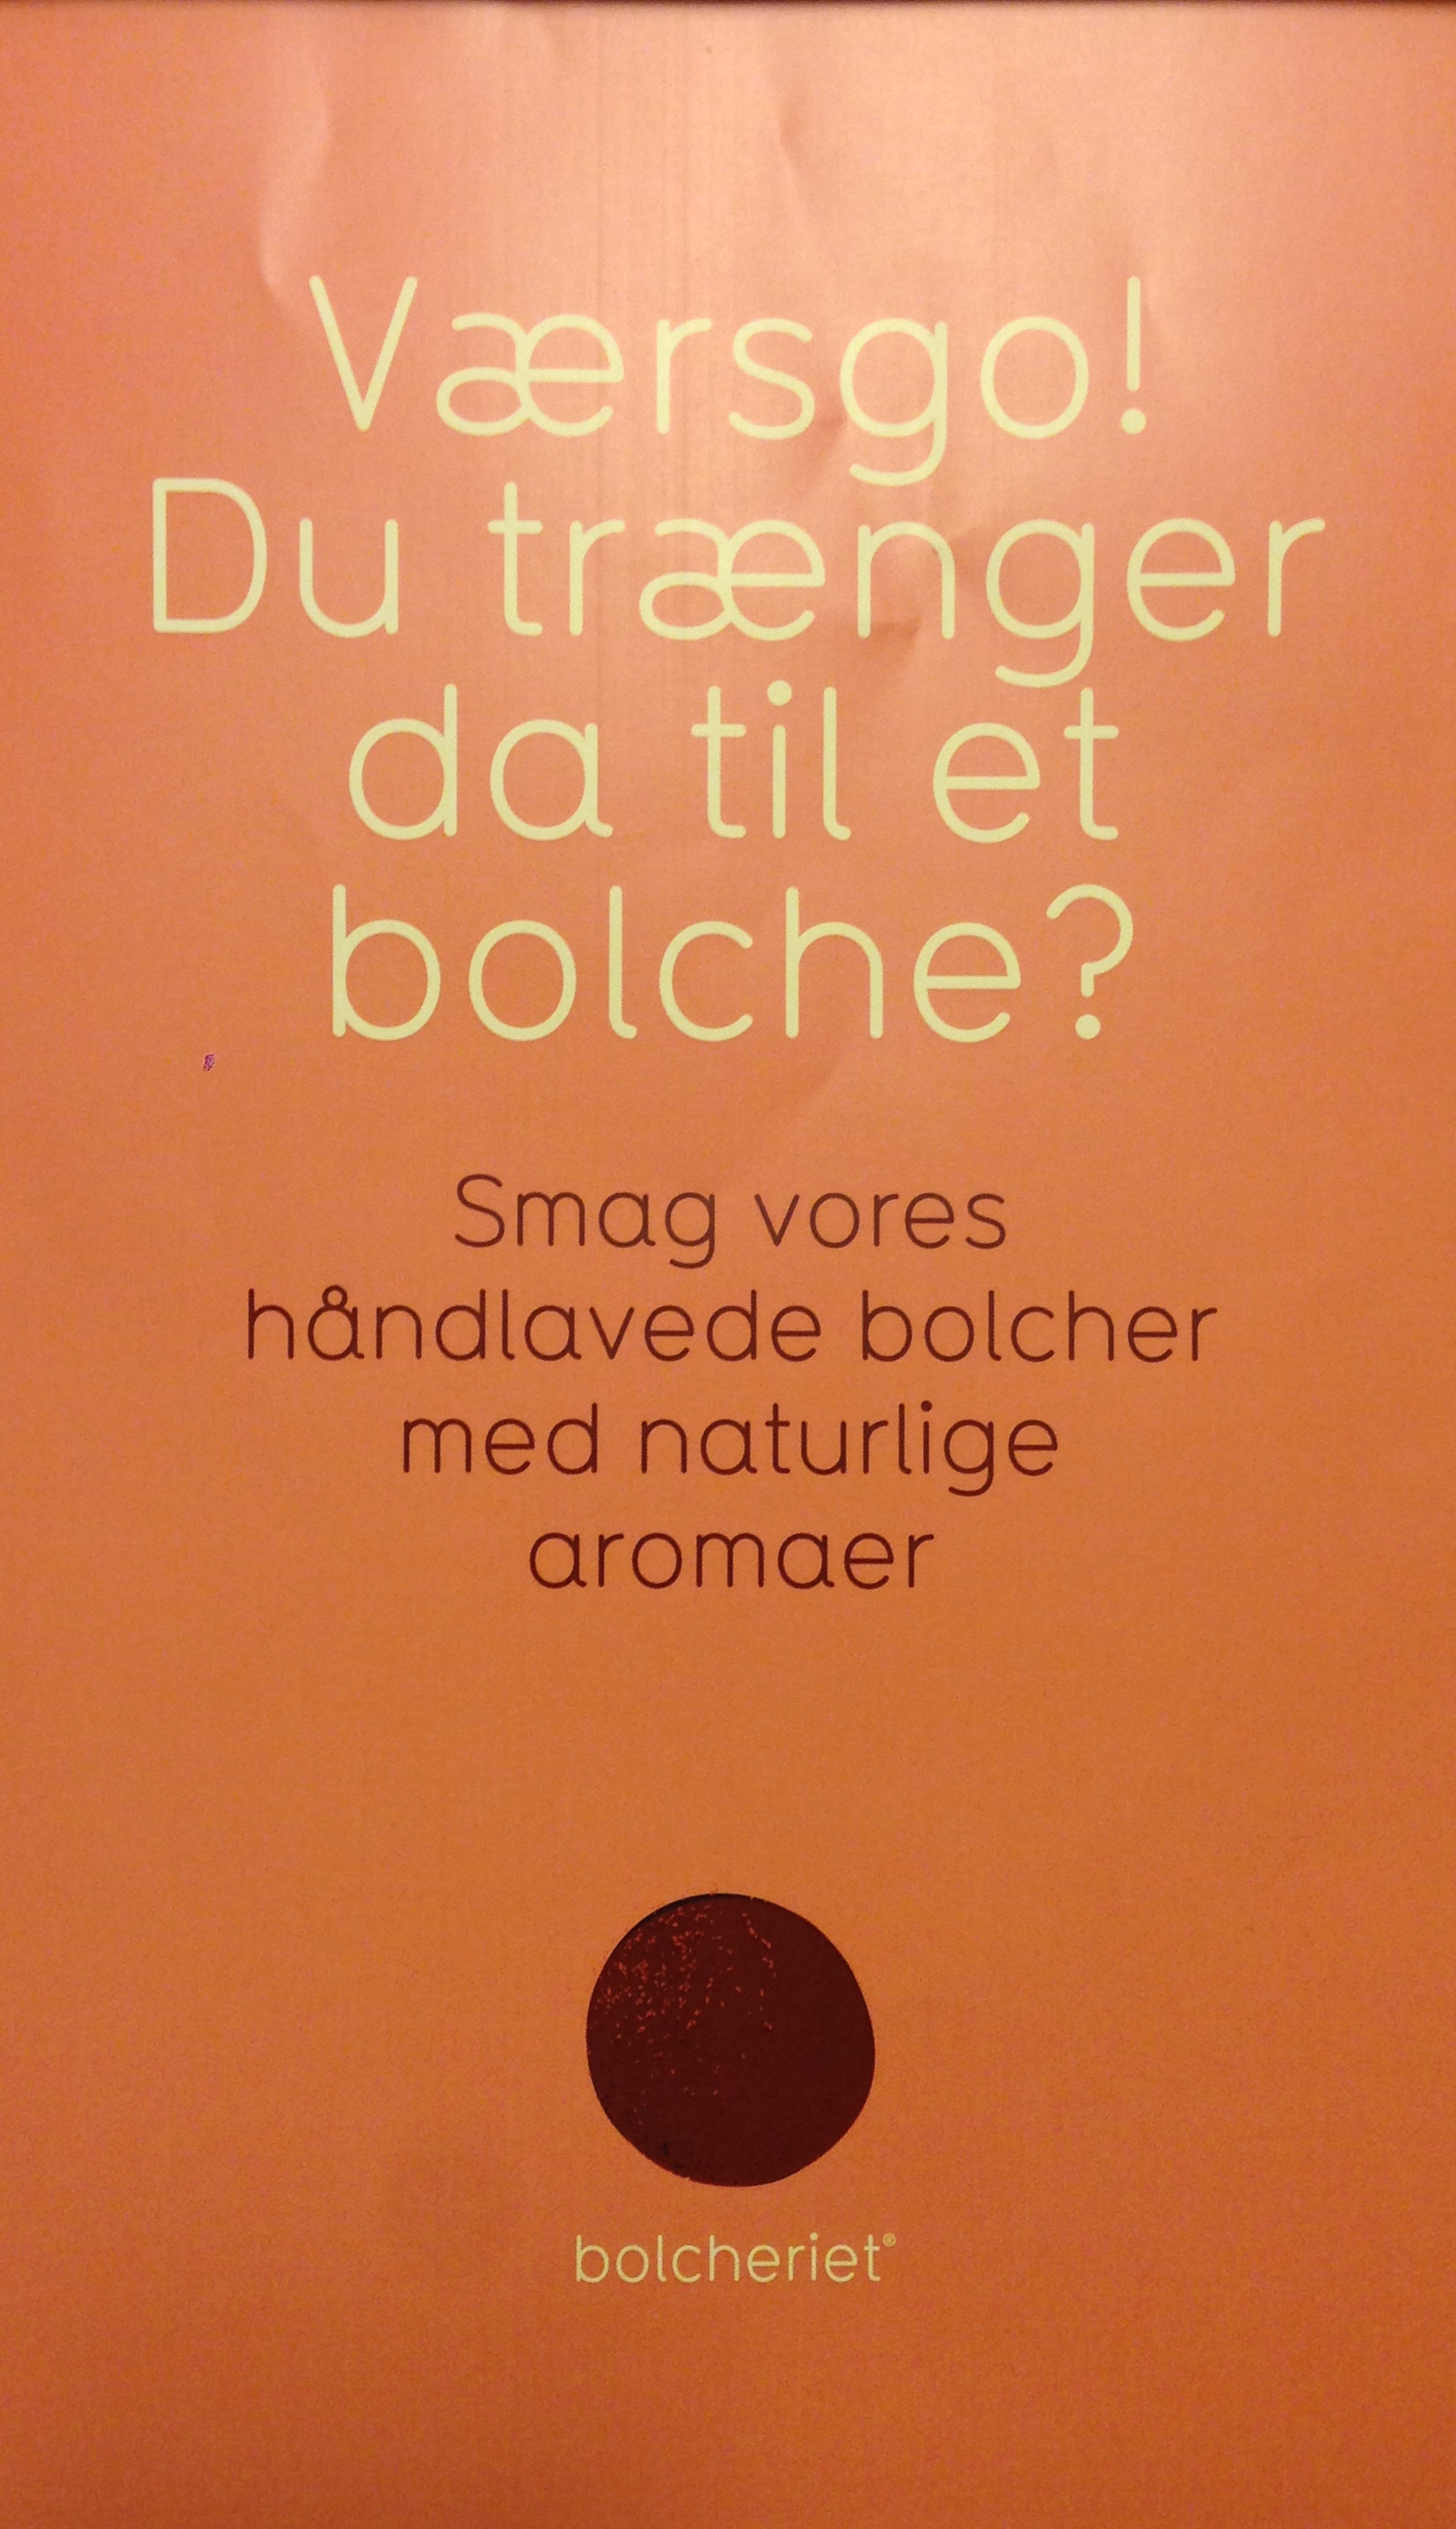 Værsgo!
Du trænger
da til et
bolche?
Smag vores
håndlavede bolcher
med naturlige
aromaer
bolcheriet®